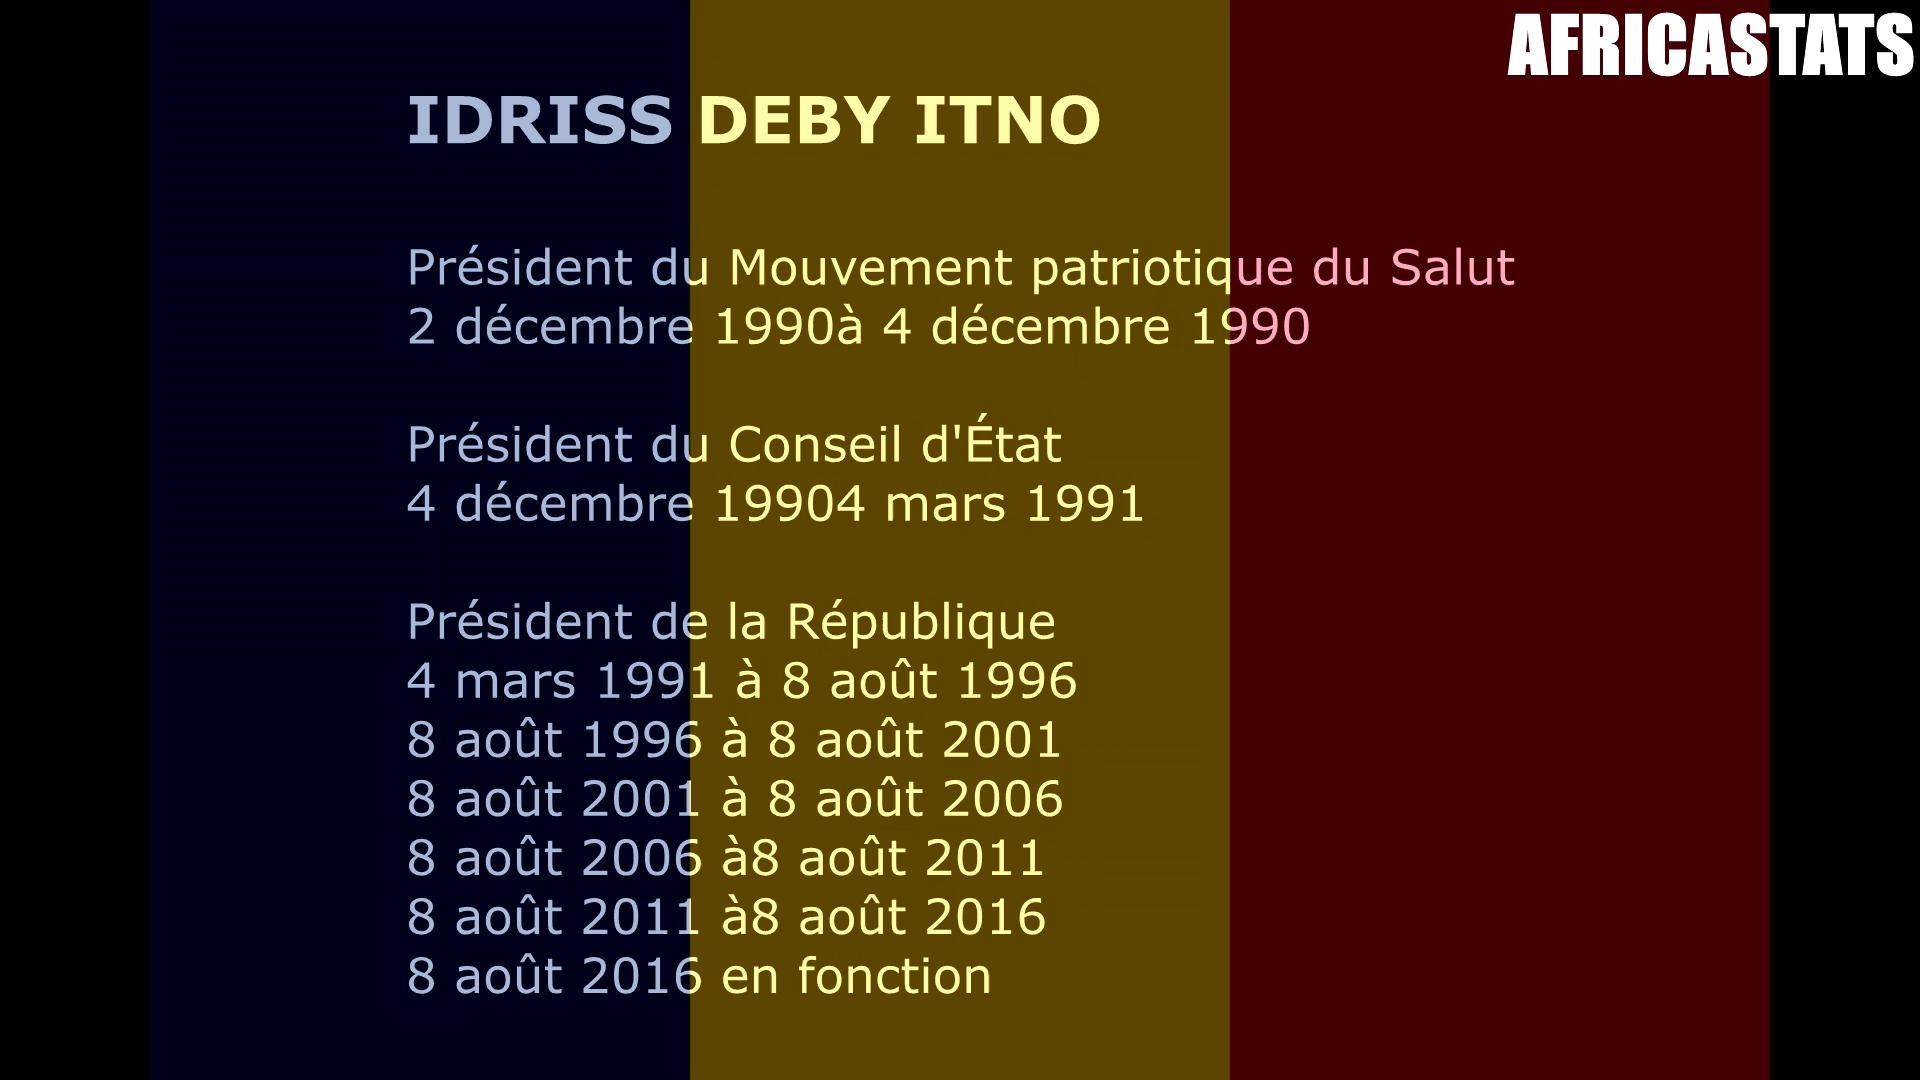 AFRICASTATS
IDRISS DEBY ITNO
Président du Mouvement patriotique du Salut
2 décembre 1990à 4 décembre 1990
Président du Conseil d'État
4 décembre 19904 mars 1991
Président de la République
4 mars 1991 à 8 août 1996
8 août 1996 à 8 août 2001
8 août 2001 à 8 août 2006
8 août 2006 à8 août 2011
8 août 2011 à8 août 2016
8 août 2016 en fonction